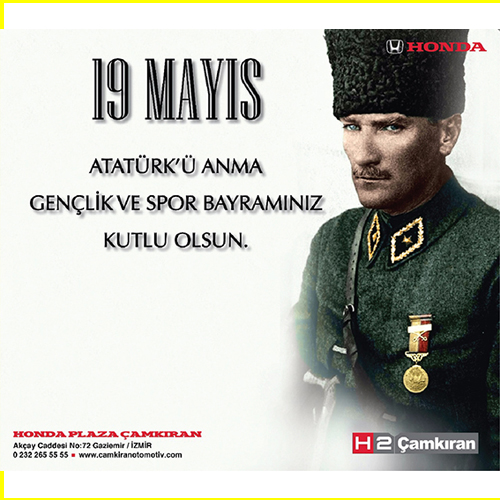 HONDA
19 MAYIS
ATATÜRK'Ü ANMA
GENÇLİK VE SPOR BAYRAMINIZ
KUTLU OLSUN.
HONDA PLAZA ÇAMKIRAN
Akçay Caddesi No:72 Gaziemir / İZMİR
0 232 265 55 55 ▪ www.camkiranotomotiv.com
H2 Çamkıran